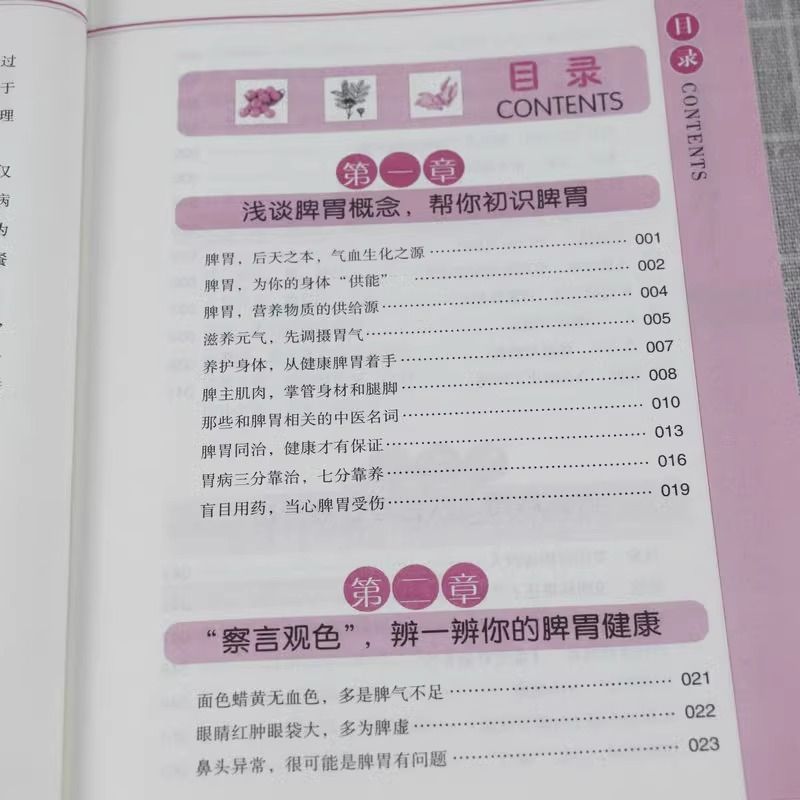 过
于
理
仅
病
为
餐
目录
CONTENTS
第一章
浅谈脾胃概念，帮你初识脾胃
脾胃，后天之本，气血生化之源 001
脾胃，为你的身体“供能” 002
脾胃，营养物质的供给源 004
滋养元气，先调摄胃气 005
养护身体，从健康脾胃着手 007
脾主肌肉，掌管身材和腿脚 008
那些和脾胃相关的中医名词 010
脾胃同治，健康才有保证 013
胃病三分靠治，七分靠养 016
盲目用药，当心脾胃受伤 019
第二章
“察言观色”，辨一辨你的脾胃健康
面色蜡黄无血色，多是脾气不足 021
眼睛红肿眼袋大，多为脾虚 022
鼻头异常，很可能是脾胃有问题 023
目录
CONTENTS